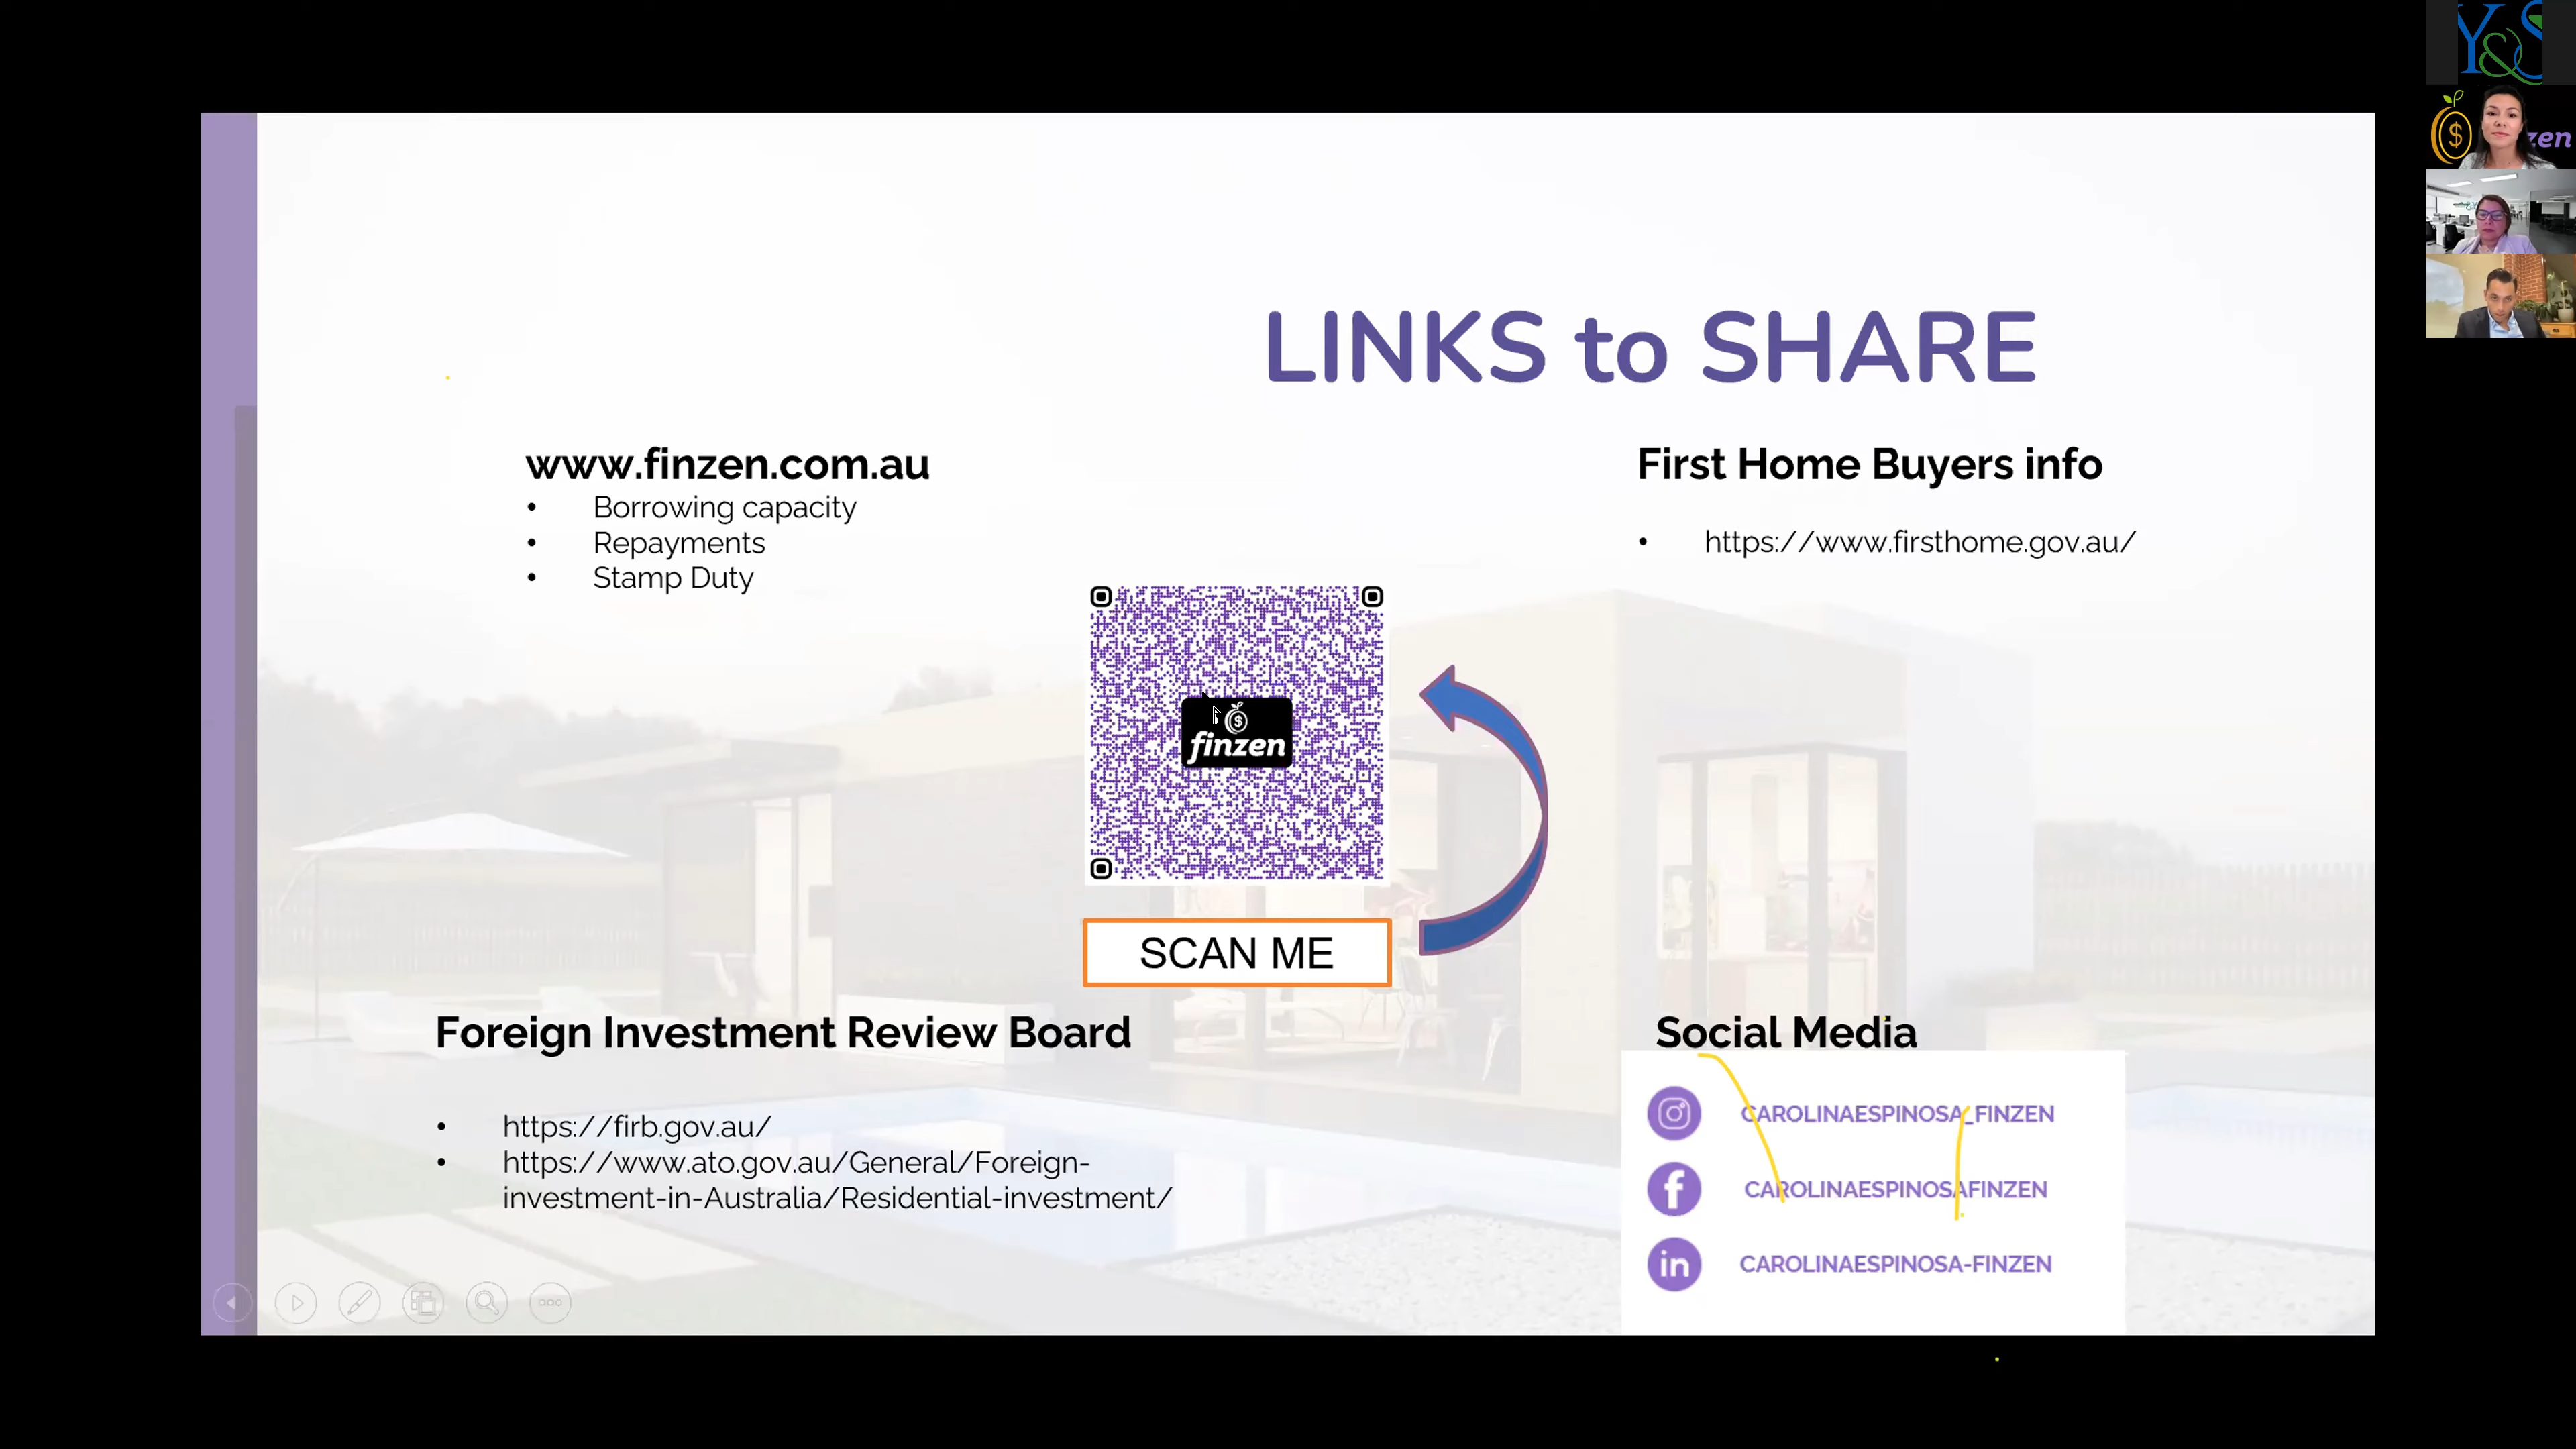 Y&S
zen
LINKS to SHARE
www.finzen.com.au
• Borrowing capacity
• Repayments
• Stamp Duty
First Home Buyers info
• https://www.firsthome.gov.au/
finzen
SCAN ME
Foreign Investment Review Board
• https://firb.gov.au/
• https://www.ato.gov.au/General/Foreign-
investment-in-Australia/Residential-investment/
Social Media
CAROLINAESPINOSA_FINZEN
CAROLINAESPINOSAFINZEN
CAROLINAESPINOSA-FINZEN